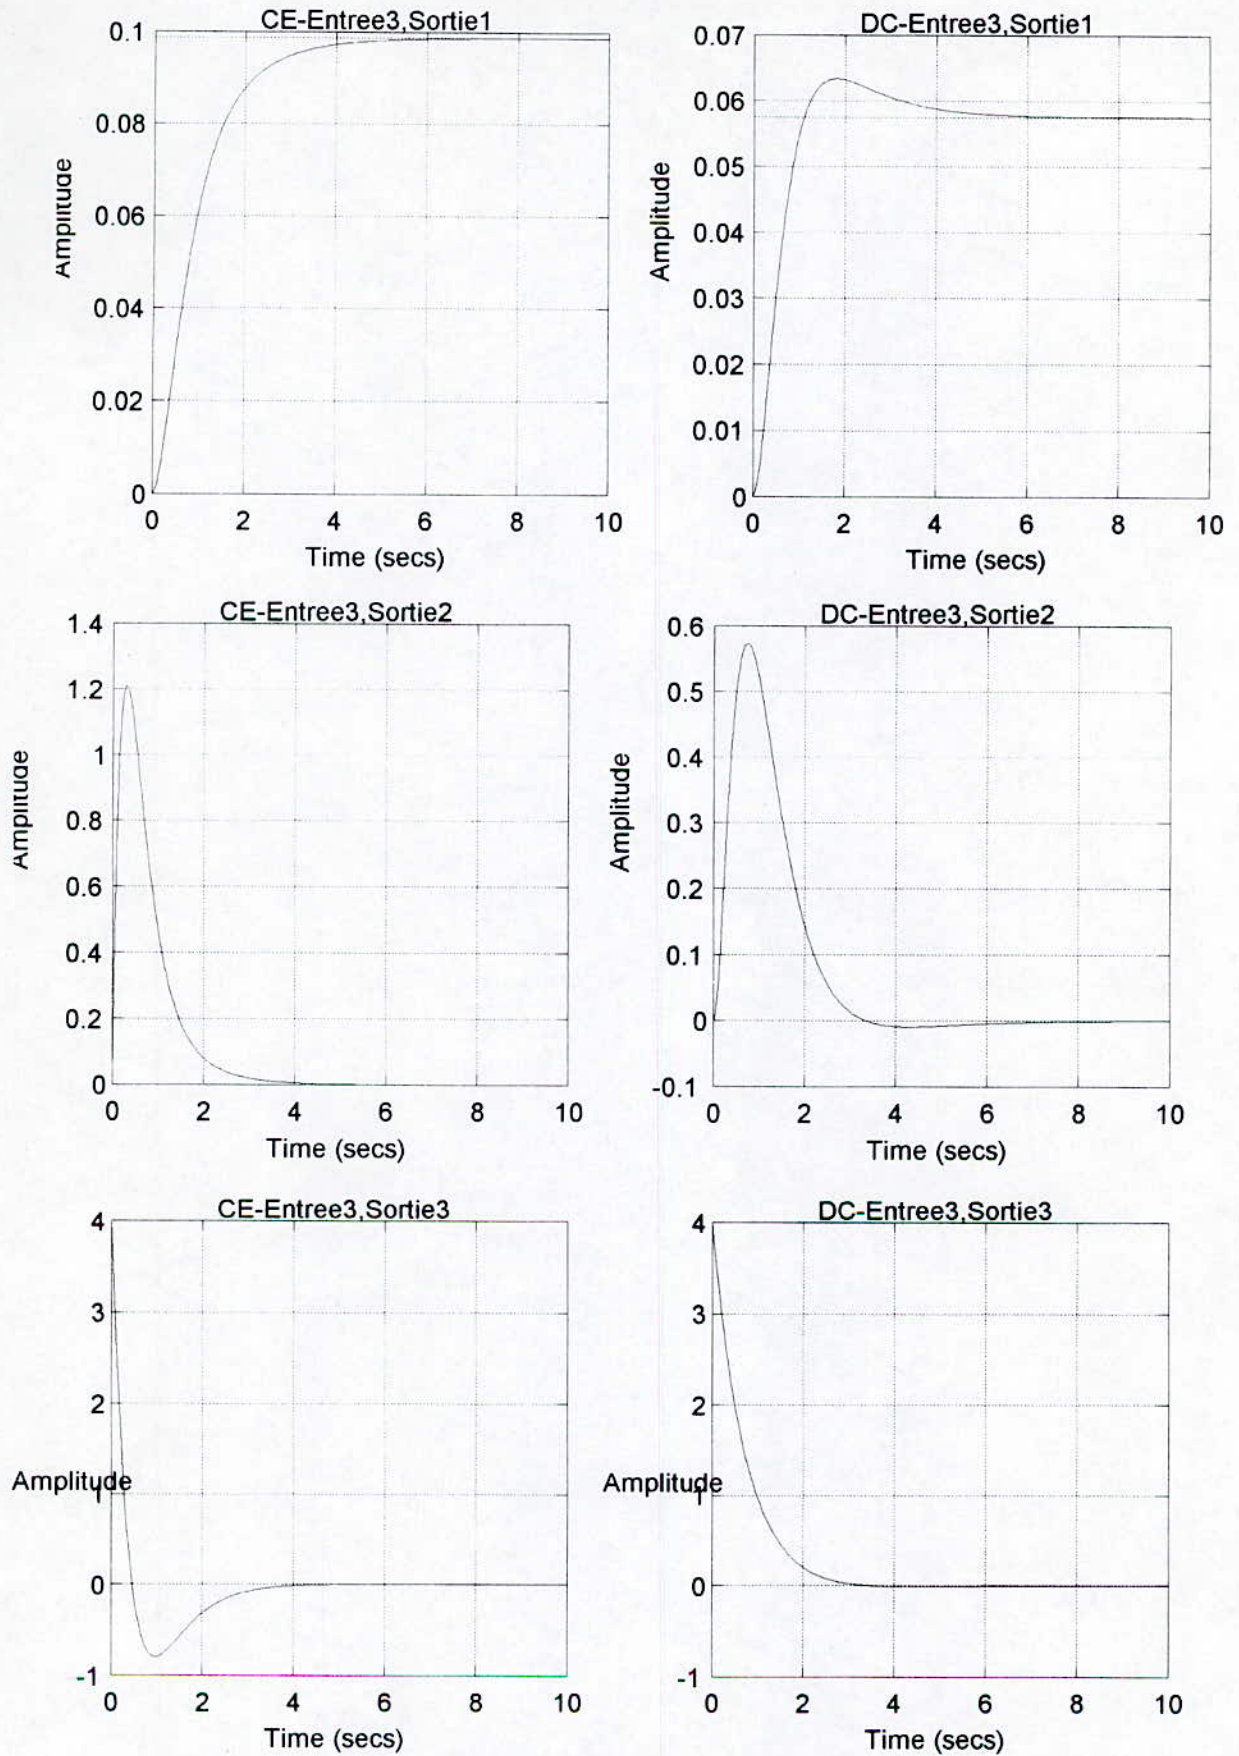 CE-Entree3,Sortie1
0.1
0.08
0.06
0.04
0.02
0
Amplitude
0 2 4 6 8 10
Time (secs)
DC-Entree3,Sortie1
0.07
0.06
0.05
0.04
0.03
0.02
0.01
0
Amplitude
0 2 4 6 8 10
Time (secs)
CE-Entree3,Sortie2
1.4
1.2
1
0.8
0.6
0.4
0.2
0
Amplitude
0 2 4 6 8 10
Time (secs)
DC-Entree3,Sortie2
0.6
0.5
0.4
0.3
0.2
0.1
0
-0.1
Amplitude
0 2 4 6 8 10
Time (secs)
CE-Entree3,Sortie3
4
3
2
1
0
-1
Amplitude
0 2 4 6 8 10
Time (secs)
DC-Entree3,Sortie3
4
3
2
1
0
-1
Amplitude
0 2 4 6 8 10
Time (secs)